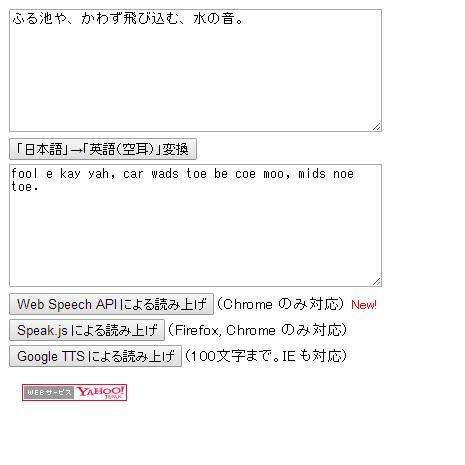 ふる池や、かわず飛び込む、水の音。
「日本語」→「英語（空耳）」変換
fool e kay yah, car wads toe be coe moo, mids noe
toe.
Web Speech APIによる読み上げ (Chrome のみ対応) New!
Speak.jsによる読み上げ (Firefox, Chrome のみ対応)
Google TTSによる読み上げ (100文字まで。IEも対応)
WEBサービス YAHOO! JAPAN